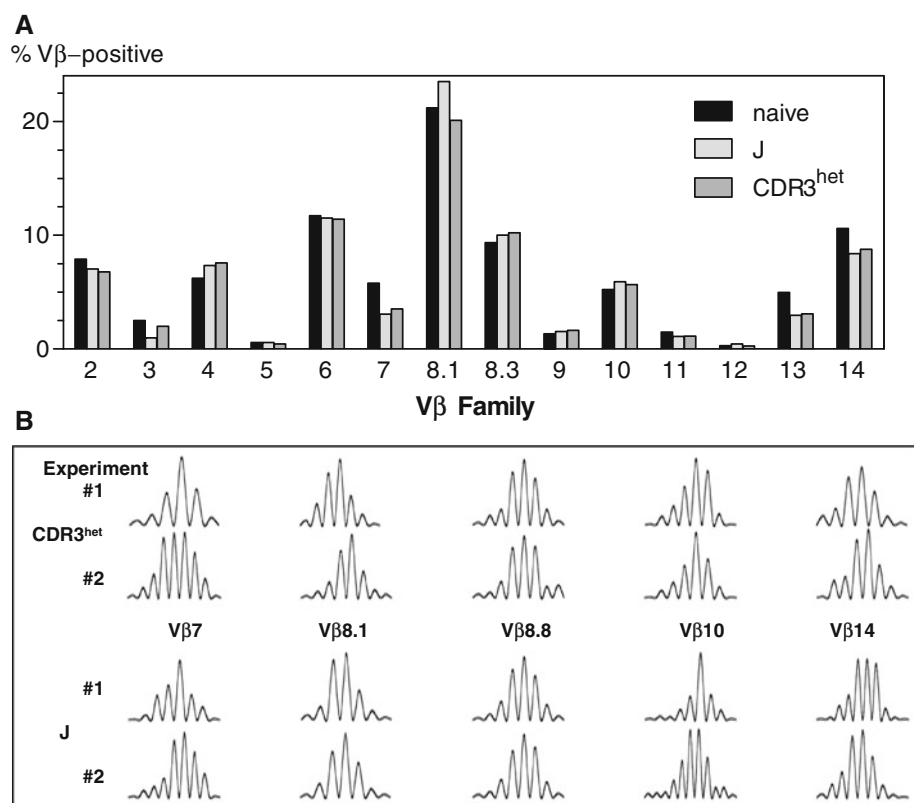 A
% Vβ–positive
20
10
0
naive
J
CDR3het
2 3 4 5 6 7 8.1 8.3 9 10 11 12 13 14
Vβ Family
B
Experiment
#1
CDR3het
#2
Vβ7 Vβ8.1 Vβ8.8 Vβ10 Vβ14
#1
J
#2